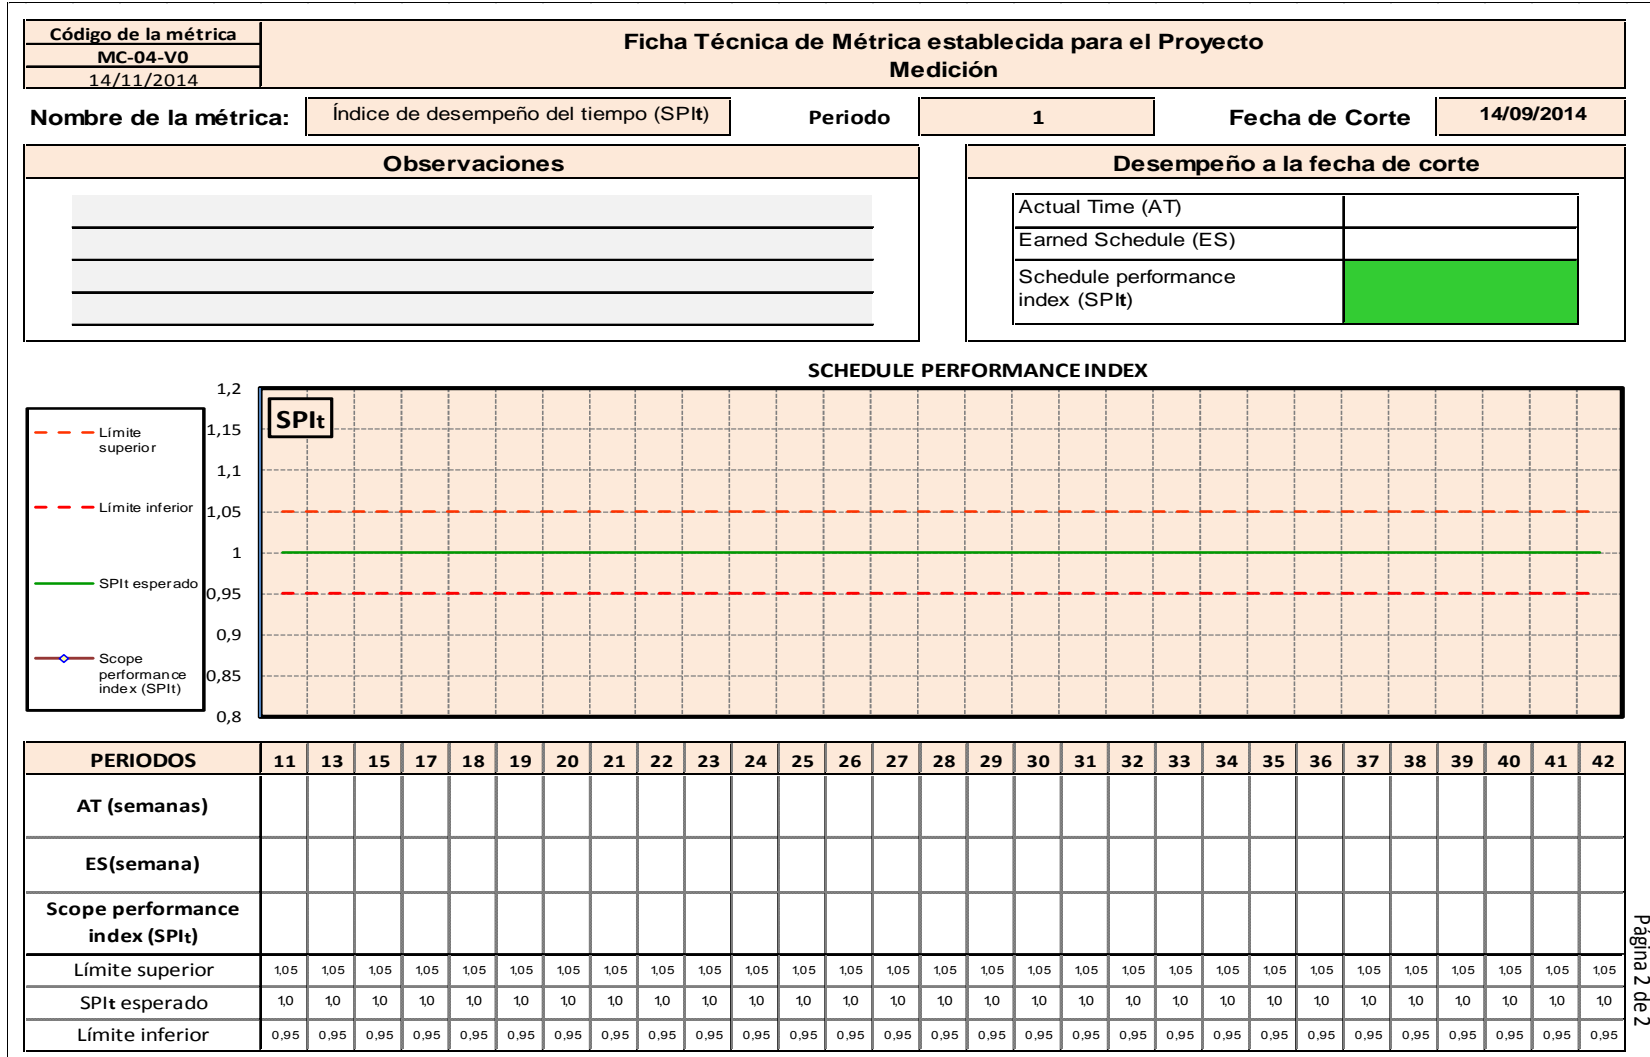 Código de la métrica
MC-04-V0
14/11/2014
Ficha Técnica de Métrica establecida para el Proyecto
Medición
Nombre de la métrica: Índice de desempeño del tiempo (SPIt) Periodo 1 Fecha de Corte 14/09/2014
Observaciones
Desempeño a la fecha de corte
Actual Time (AT)
Earned Schedule (ES)
Schedule performance
index (SPIt)
SCHEDULE PERFORMANCE INDEX
SPIt
Límite
superior
Límite inferior
SPIt esperado
Scope
performance
index (SPIt)
1,2
1,15
1,1
1,05
1
0,95
0,9
0,85
0,8
PERIODOS 11 13 15 17 18 19 20 21 22 23 24 25 26 27 28 29 30 31 32 33 34 35 36 37 38 39 40 41 42
AT (semanas)
ES(semana)
Scope performance
index (SPIt)
Límite superior 1,05 1,05 1,05 1,05 1,05 1,05 1,05 1,05 1,05 1,05 1,05 1,05 1,05 1,05 1,05 1,05 1,05 1,05 1,05 1,05 1,05 1,05 1,05 1,05 1,05 1,05 1,05 1,05 1,05
SPIt esperado 1,0 1,0 1,0 1,0 1,0 1,0 1,0 1,0 1,0 1,0 1,0 1,0 1,0 1,0 1,0 1,0 1,0 1,0 1,0 1,0 1,0 1,0 1,0 1,0 1,0 1,0 1,0 1,0 1,0
Límite inferior 0,95 0,95 0,95 0,95 0,95 0,95 0,95 0,95 0,95 0,95 0,95 0,95 0,95 0,95 0,95 0,95 0,95 0,95 0,95 0,95 0,95 0,95 0,95 0,95 0,95 0,95 0,95 0,95 0,95
Página 2 de 2